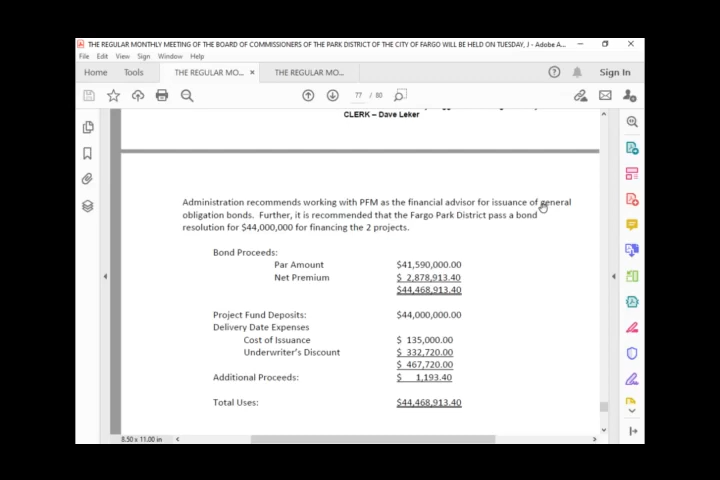 THE REGULAR MONTHLY MEETING OF THE BOARD OF COMMISSIONERS OF THE PARK DISTRICT OF THE CITY OF FARGO WILL BE HELD ON TUESDAY, J - Adobe A...
File Edit View Sign Window Help
Home Tools THE REGULAR MO... × THE REGULAR MO... Sign In
77 / 80
CLERK – Dave Leker
Administration recommends working with PFM as the financial advisor for issuance of general
obligation bonds. Further, it is recommended that the Fargo Park District pass a bond
resolution for $44,000,000 for financing the 2 projects.
Bond Proceeds:
Par Amount $41,590,000.00
Net Premium $ 2,878,913.40
$44,468,913.40
Project Fund Deposits: $44,000,000.00
Delivery Date Expenses
Cost of Issuance $ 135,000.00
Underwriter's Discount $ 332,720.00
$ 467,720.00
Additional Proceeds: $ 1,193.40
Total Uses: $44,468,913.40
8.50 x 11.00 in